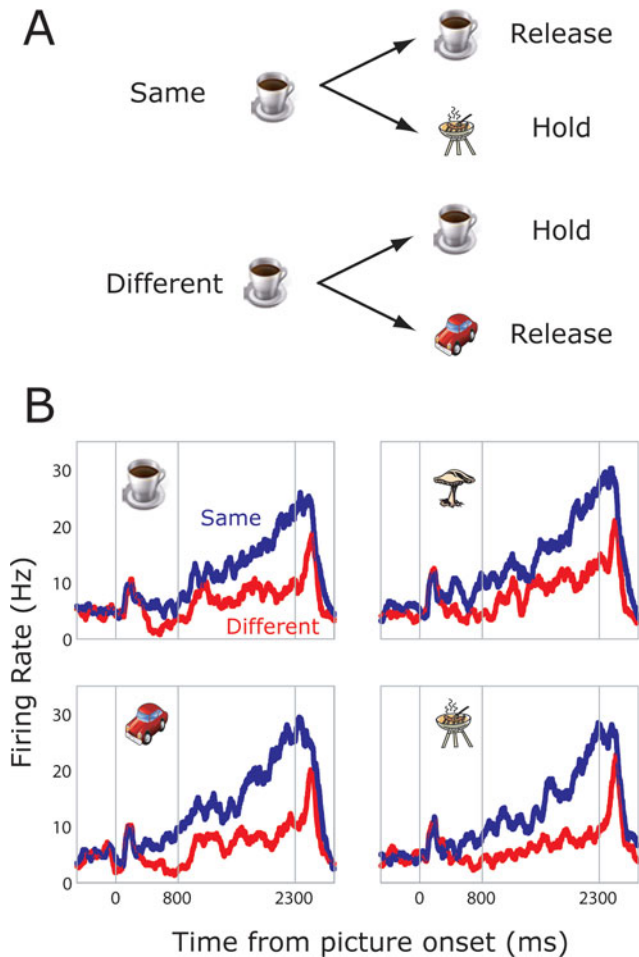 A
Same
Release
Hold
Different
Hold
Release
B
Firing Rate (Hz)
30
20
10
0
Same
Different
30
20
10
0
0 800 2300
0 800 2300
Time from picture onset (ms)